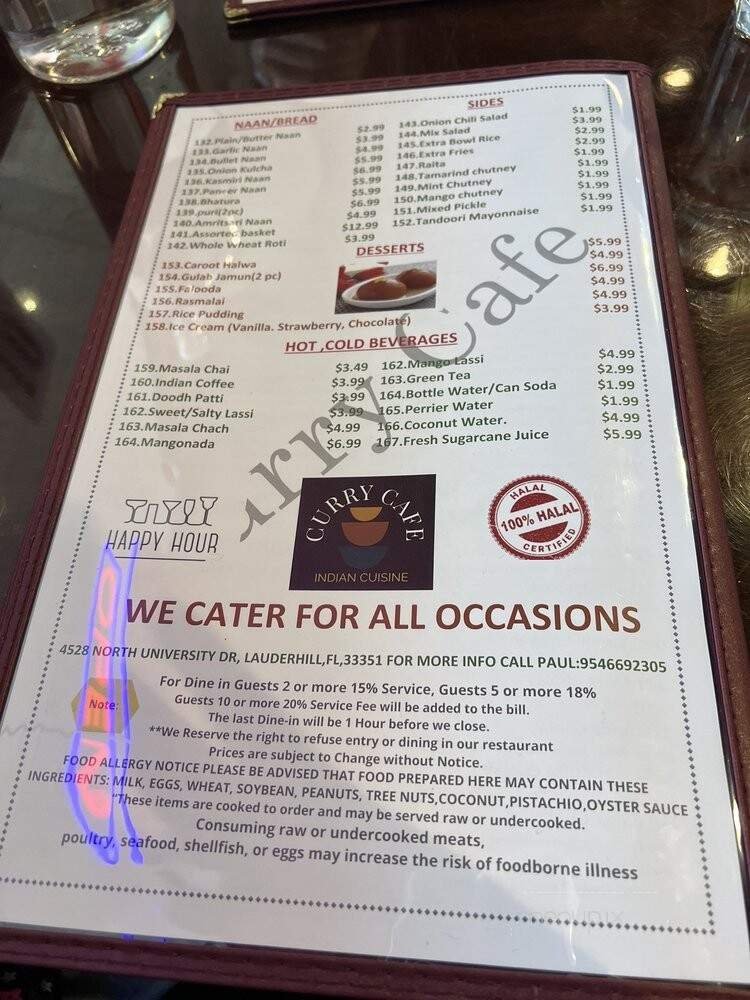 NAAN/BREAD
132.Plain/Butter Naan $2.99
133.Garlic Naan $3.99
134.Bullet Naan $4.99
135.Onion Kulcha $5.99
136.Kasmiri Naan $6.99
137.Paneer Naan $5.99
138.Bhatura $5.99
139.puri(2pc) $6.99
140.Amritsari Naan $4.99
141.Assorted basket $12.99
142.Whole Wheat Roti $3.99
SIDES
143.Onion Chili Salad $1.99
144.Mix Salad $3.99
145.Extra Bowl Rice $2.99
146.Extra Fries $2.99
147.Raita $1.99
148.Tamarind chutney $1.99
149.Mint Chutney $1.99
150.Mango chutney $1.99
151.Mixed Pickle $1.99
152.Tandoori Mayonnaise $1.99
DESSERTS
153.Caroot Halwa $5.99
154.Gulab Jamun(2 pc) $4.99
155.Falooda $6.99
156.Rasmalai $4.99
157.Rice Pudding $4.99
158.Ice Cream (Vanilla. Strawberry, Chocolate) $3.99
HOT ,COLD BEVERAGES
159.Masala Chai $3.49
160.Indian Coffee $3.99
161.Doodh Patti $3.99
162.Sweet/Salty Lassi $3.99
163.Masala Chach $4.99
164.Mangonada $6.99
162.Mango Lassi $4.99
163.Green Tea $2.99
164.Bottle Water/Can Soda $1.99
165.Perrier Water $1.99
166.Coconut Water. $4.99
167.Fresh Sugarcane Juice $5.99
urry Cafe
HAPPY HOUR
CURRY CAFE
INDIAN CUISINE
HALAL
100% HALAL
CERTIFIED
WE CATER FOR ALL OCCASIONS
4528 NORTH UNIVERSITY DR, LAUDERHILL,FL,33351 FOR MORE INFO CALL PAUL:9546692305
For Dine in Guests 2 or more 15% Service, Guests 5 or more 18%
Note: Guests 10 or more 20% Service Fee will be added to the bill.
The last Dine-in will be 1 Hour before we close.
**We Reserve the right to refuse entry or dining in our restaurant
Prices are subject to Change without Notice.
FOOD ALLERGY NOTICE PLEASE BE ADVISED THAT FOOD PREPARED HERE MAY CONTAIN THESE
INGREDIENTS: MILK, EGGS, WHEAT, SOYBEAN, PEANUTS, TREE NUTS,COCONUT,PISTACHIO,OYSTER SAUCE
"These items are cooked to order and may be served raw or undercooked.
Consuming raw or undercooked meats,
poultry, seafood, shellfish, or eggs may increase the risk of foodborne illness